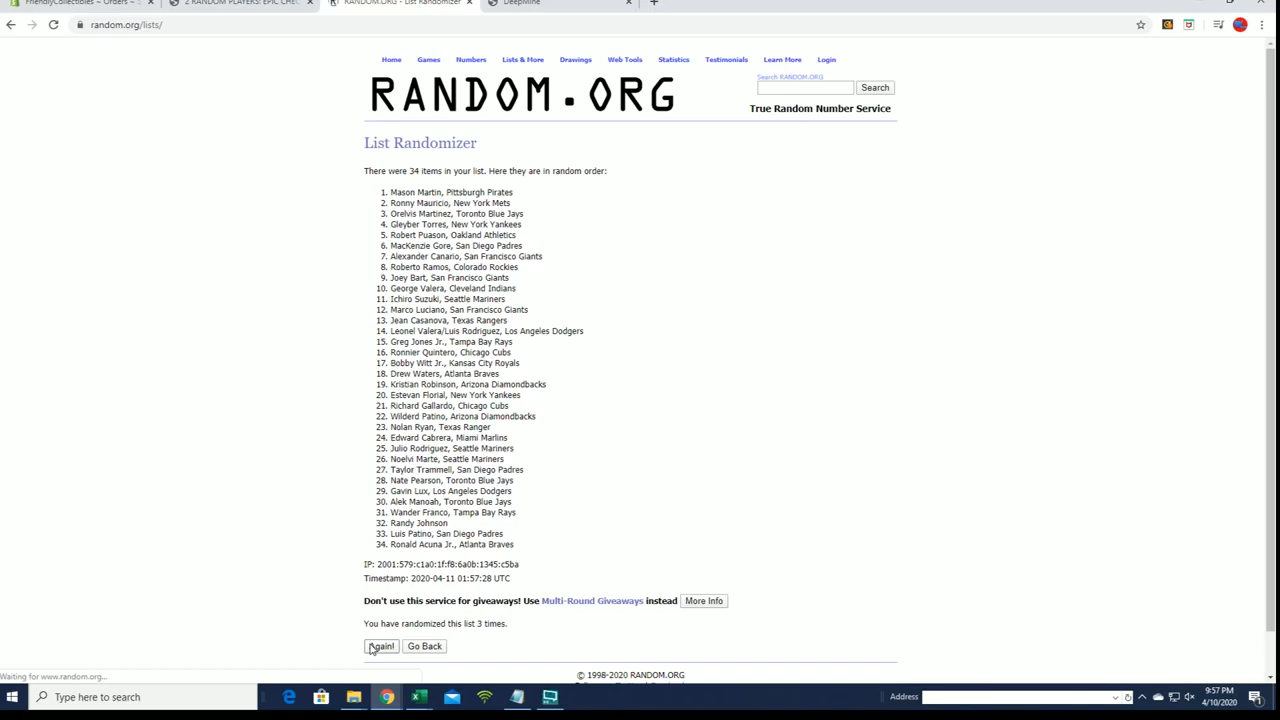 FriendlyCollectibles ~ Orders ~
2 RANDOM PLAYERS! EPIC CHE
RANDOM.ORG - List Randomizer
DeepMine
random.org/lists/
Home Games Numbers Lists & More Drawings Web Tools Statistics Testimonials Learn More Login
RANDOM.ORG
Search RANDOM.ORG
Search
True Random Number Service
List Randomizer
There were 34 items in your list. Here they are in random order:
1. Mason Martin, Pittsburgh Pirates
2. Ronny Mauricio, New York Mets
3. Orelvis Martinez, Toronto Blue Jays
4. Gleyber Torres, New York Yankees
5. Robert Puason, Oakland Athletics
6. MacKenzie Gore, San Diego Padres
7. Alexander Canario, San Francisco Giants
8. Roberto Ramos, Colorado Rockies
9. Joey Bart, San Francisco Giants
10. George Valera, Cleveland Indians
11. Ichiro Suzuki, Seattle Mariners
12. Marco Luciano, San Francisco Giants
13. Jean Casanova, Texas Rangers
14. Leonel Valera/Luis Rodriguez, Los Angeles Dodgers
15. Greg Jones Jr., Tampa Bay Rays
16. Ronnier Quintero, Chicago Cubs
17. Bobby Witt Jr., Kansas City Royals
18. Drew Waters, Atlanta Braves
19. Kristian Robinson, Arizona Diamondbacks
20. Estevan Florial, New York Yankees
21. Richard Gallardo, Chicago Cubs
22. Wilderd Patino, Arizona Diamondbacks
23. Nolan Ryan, Texas Ranger
24. Edward Cabrera, Miami Marlins
25. Julio Rodriguez, Seattle Mariners
26. Noelvi Marte, Seattle Mariners
27. Taylor Trammell, San Diego Padres
28. Nate Pearson, Toronto Blue Jays
29. Gavin Lux, Los Angeles Dodgers
30. Alek Manoah, Toronto Blue Jays
31. Wander Franco, Tampa Bay Rays
32. Randy Johnson
33. Luis Patino, San Diego Padres
34. Ronald Acuna Jr., Atlanta Braves
IP: 2001:579:c1a0:1f:f8:6a0b:1345:c5ba
Timestamp: 2020-04-11 01:57:28 UTC
Don't use this service for giveaways! Use Multi-Round Giveaways instead More Info
You have randomized this list 3 times.
Again! Go Back
© 1998-2020 RANDOM.ORG
Waiting for www.random.org...
Type here to search
Address
9:57 PM
4/10/2020